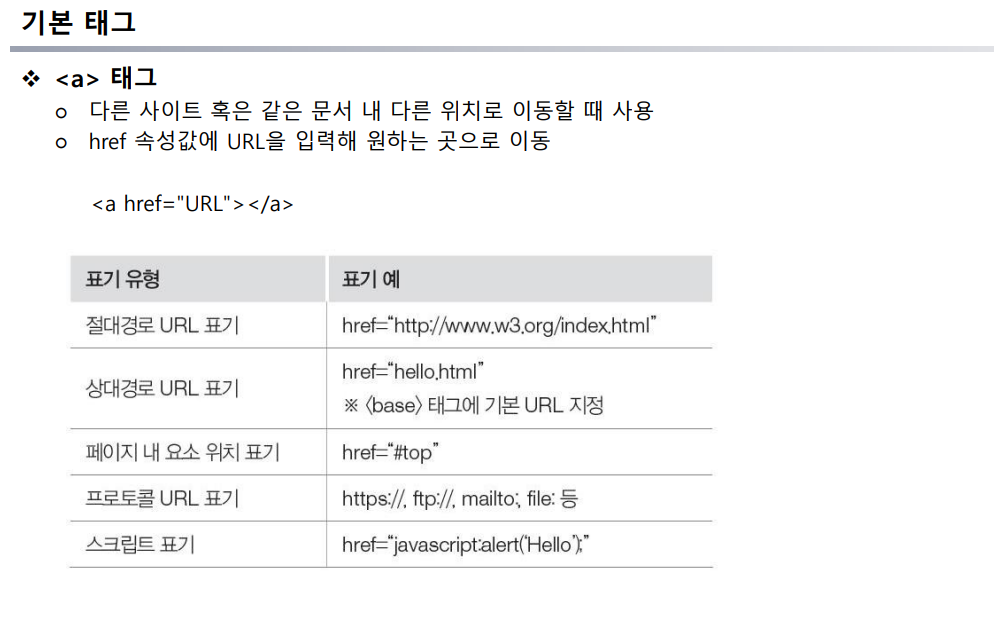 기본 태그
❖ <a> 태그
o 다른 사이트 혹은 같은 문서 내 다른 위치로 이동할 때 사용
o href 속성값에 URL을 입력해 원하는 곳으로 이동
<a href="URL"></a>
표기 유형 표기 예
절대경로 URL 표기 href=“http://www.w3.org/index.html”
상대경로 URL 표기 href=“hello.html”
※ 〈base〉 태그에 기본 URL 지정
페이지 내 요소 위치 표기 href=“#top”
프로토콜 URL 표기 https://, ftp://, mailto:, file: 등
스크립트 표기 href=“javascript:alert(‘Hello’);”